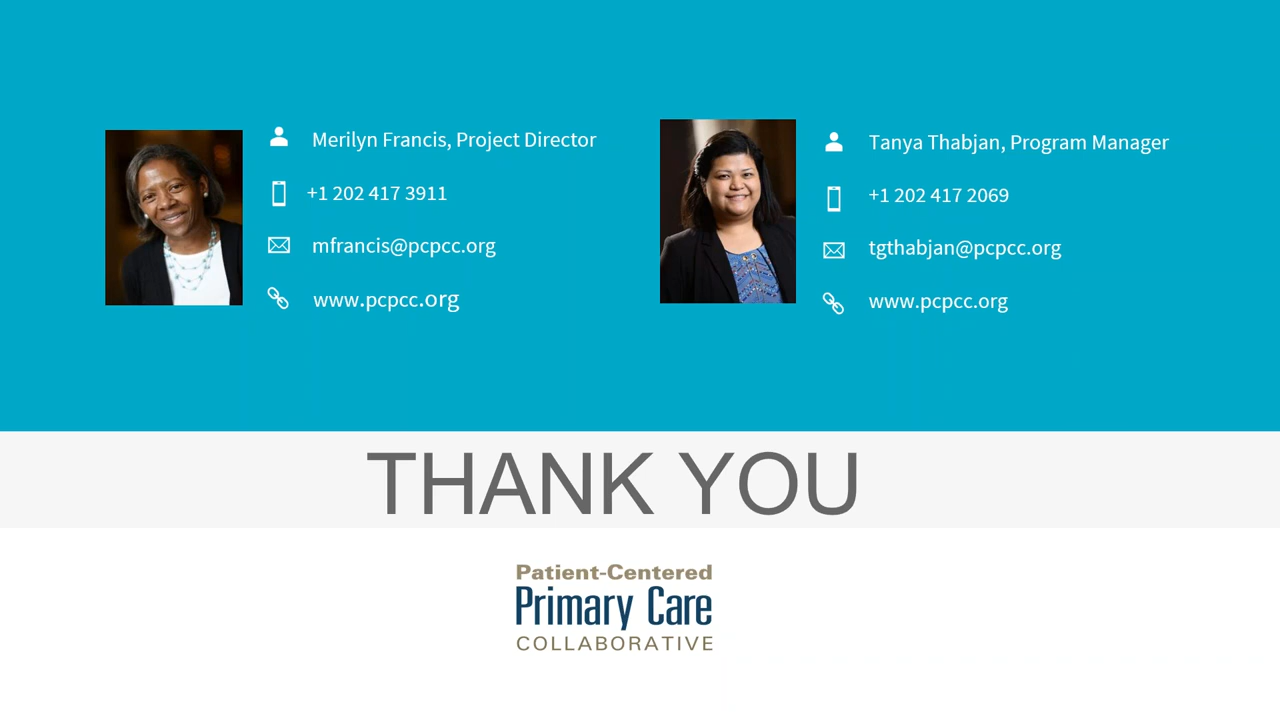 Merilyn Francis, Project Director
+1 202 417 3911
mfrancis@pcpcc.org
www.pcpcc.org
Tanya Thabjan, Program Manager
+1 202 417 2069
tgthabjan@pcpcc.org
www.pcpcc.org
THANK YOU
Patient-Centered
Primary Care
COLLABORATIVE